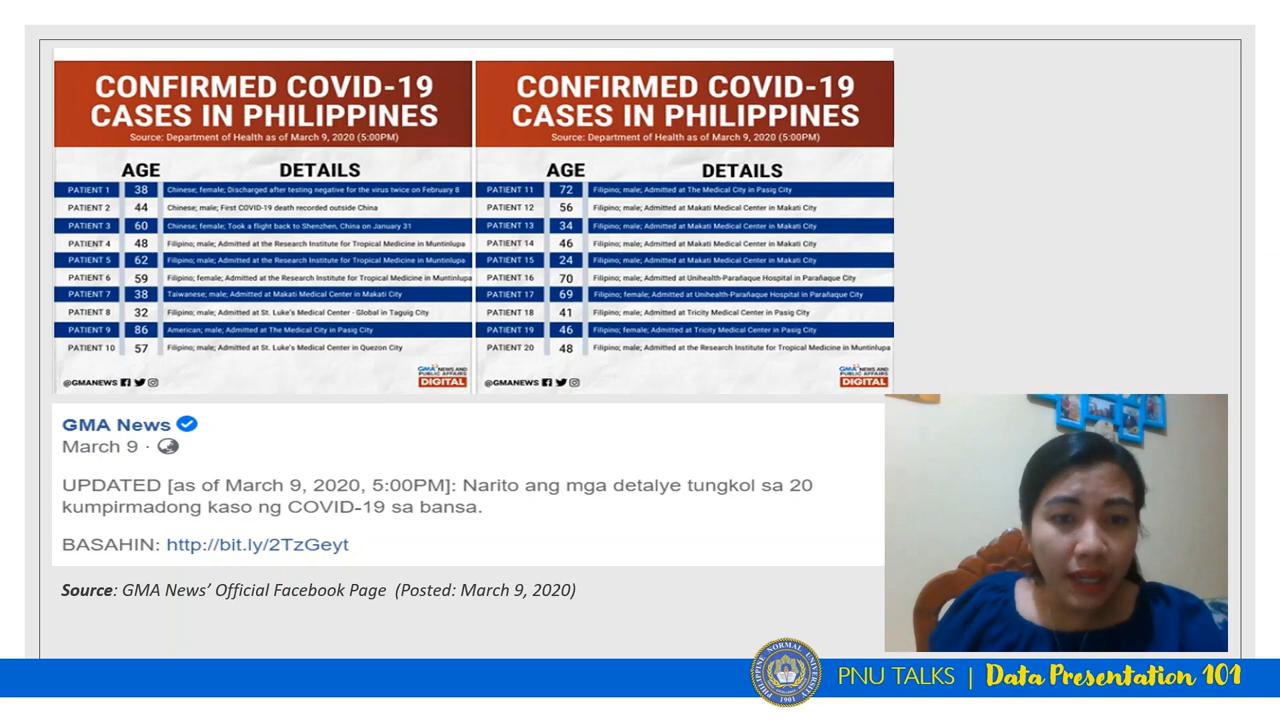 CONFIRMED COVID-19
CASES IN PHILIPPINES
Source: Department of Health as of March 9, 2020 (5:00PM)
AGE DETAILS
PATIENT 1 38 Chinese; female; Discharged after testing negative for the virus twice on February 8
PATIENT 2 44 Chinese; male; First COVID-19 death recorded outside China
PATIENT 3 60 Chinese; female; Took a flight back to Shenzhen, China on January 31
PATIENT 4 48 Filipino; male; Admitted at the Research Institute for Tropical Medicine in Muntinlupa
PATIENT 5 62 Filipino; male; Admitted at the Research Institute for Tropical Medicine in Muntinlupa
PATIENT 6 59 Filipino; female; Admitted at the Research Institute for Tropical Medicine in Muntinlupa
PATIENT 7 38 Taiwanese; male; Admitted at Makati Medical Center in Makati City
PATIENT 8 32 Filipino; male; Admitted at St. Luke's Medical Center - Global in Taguig City
PATIENT 9 86 American; male; Admitted at The Medical City in Pasig City
PATIENT 10 57 Filipino; male; Admitted at St. Luke's Medical Center in Quezon City
@GMANEWS
GMA NEWS AND
PUBLIC AFFAIRS
DIGITAL
CONFIRMED COVID-19
CASES IN PHILIPPINES
Source: Department of Health as of March 9, 2020 (5:00PM)
AGE DETAILS
PATIENT 11 72 Filipino; male; Admitted at The Medical City in Pasig City
PATIENT 12 56 Filipino; male; Admitted at Makati Medical Center in Makati City
PATIENT 13 34 Filipino; male; Admitted at Makati Medical Center in Makati City
PATIENT 14 46 Filipino; male; Admitted at Makati Medical Center in Makati City
PATIENT 15 24 Filipino; male; Admitted at Makati Medical Center in Makati City
PATIENT 16 70 Filipino; male; Admitted at Unihealth-Parañaque Hospital in Parañaque City
PATIENT 17 69 Filipino; female; Admitted at Unihealth-Parañaque Hospital in Parañaque City
PATIENT 18 41 Filipino; male; Admitted at Tricity Medical Center in Pasig City
PATIENT 19 46 Filipino; female; Admitted at Tricity Medical Center in Pasig City
PATIENT 20 48 Filipino; male; Admitted at the Research Institute for Tropical Medicine in Muntinlupa
@GMANEWS
GMA NEWS AND
PUBLIC AFFAIRS
DIGITAL
GMA News
March 9 ·
UPDATED [as of March 9, 2020, 5:00PM]: Narito ang mga detalye tungkol sa 20
kumpirmadong kaso ng COVID-19 sa bansa.
BASAHIN: http://bit.ly/2TzGeyt
Source: GMA News' Official Facebook Page (Posted: March 9, 2020)
PHILIPPINE NORMAL UNIVERSITY
1901
PNU TALKS | Data Presentation 101